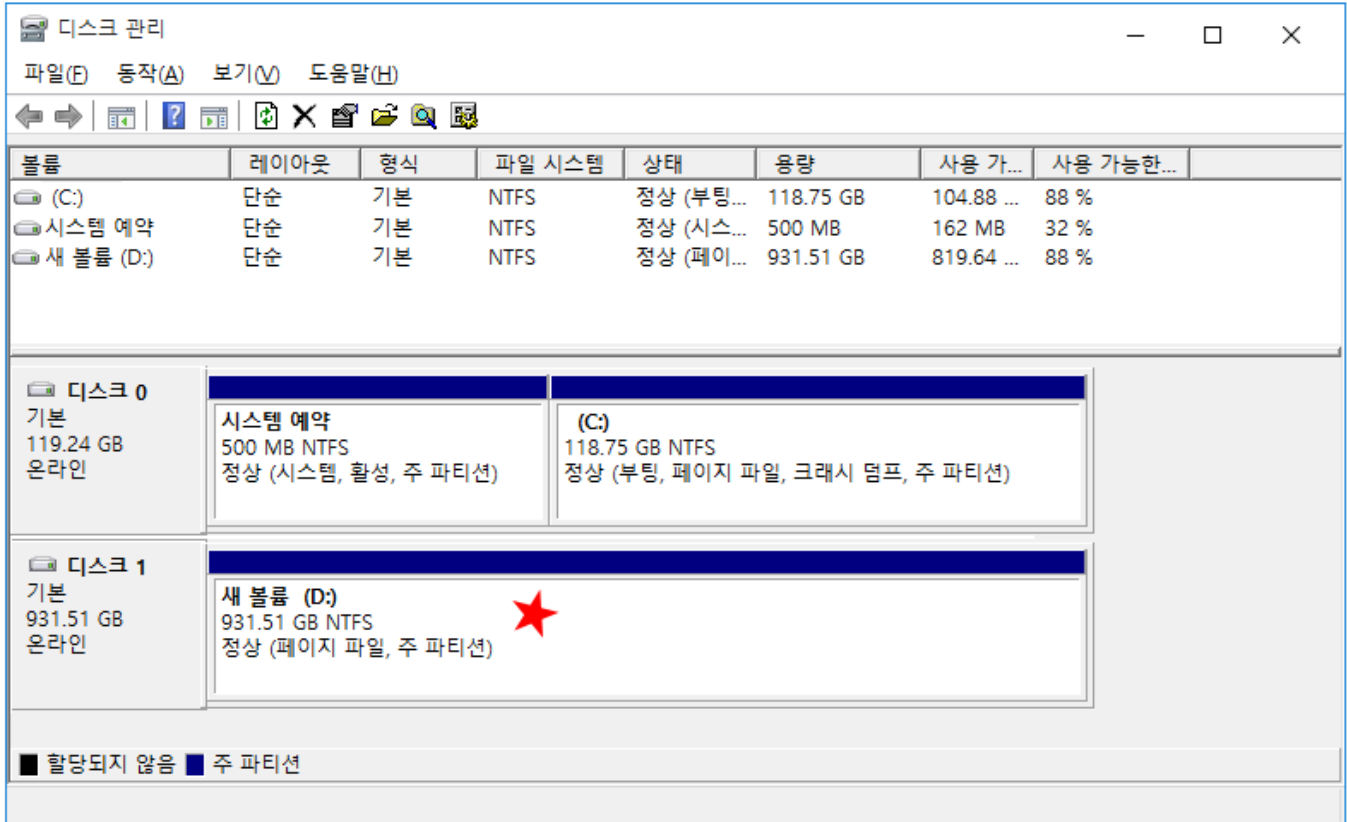 디스크 관리
파일(F) 동작(A) 보기(V) 도움말(H)
볼륨 레이아웃 형식 파일 시스템 상태 용량 사용 가... 사용 가능한...
(C:) 단순 기본 NTFS 정상 (부팅... 118.75 GB 104.88 ... 88 %
시스템 예약 단순 기본 NTFS 정상 (시스... 500 MB 162 MB 32 %
새 볼륨 (D:) 단순 기본 NTFS 정상 (페이... 931.51 GB 819.64 ... 88 %
디스크 0
기본
119.24 GB
온라인
시스템 예약
500 MB NTFS
정상 (시스템, 활성, 주 파티션)
(C:)
118.75 GB NTFS
정상 (부팅, 페이지 파일, 크래시 덤프, 주 파티션)
디스크 1
기본
931.51 GB
온라인
새 볼륨 (D:)
931.51 GB NTFS
정상 (페이지 파일, 주 파티션)
할당되지 않음 주 파티션